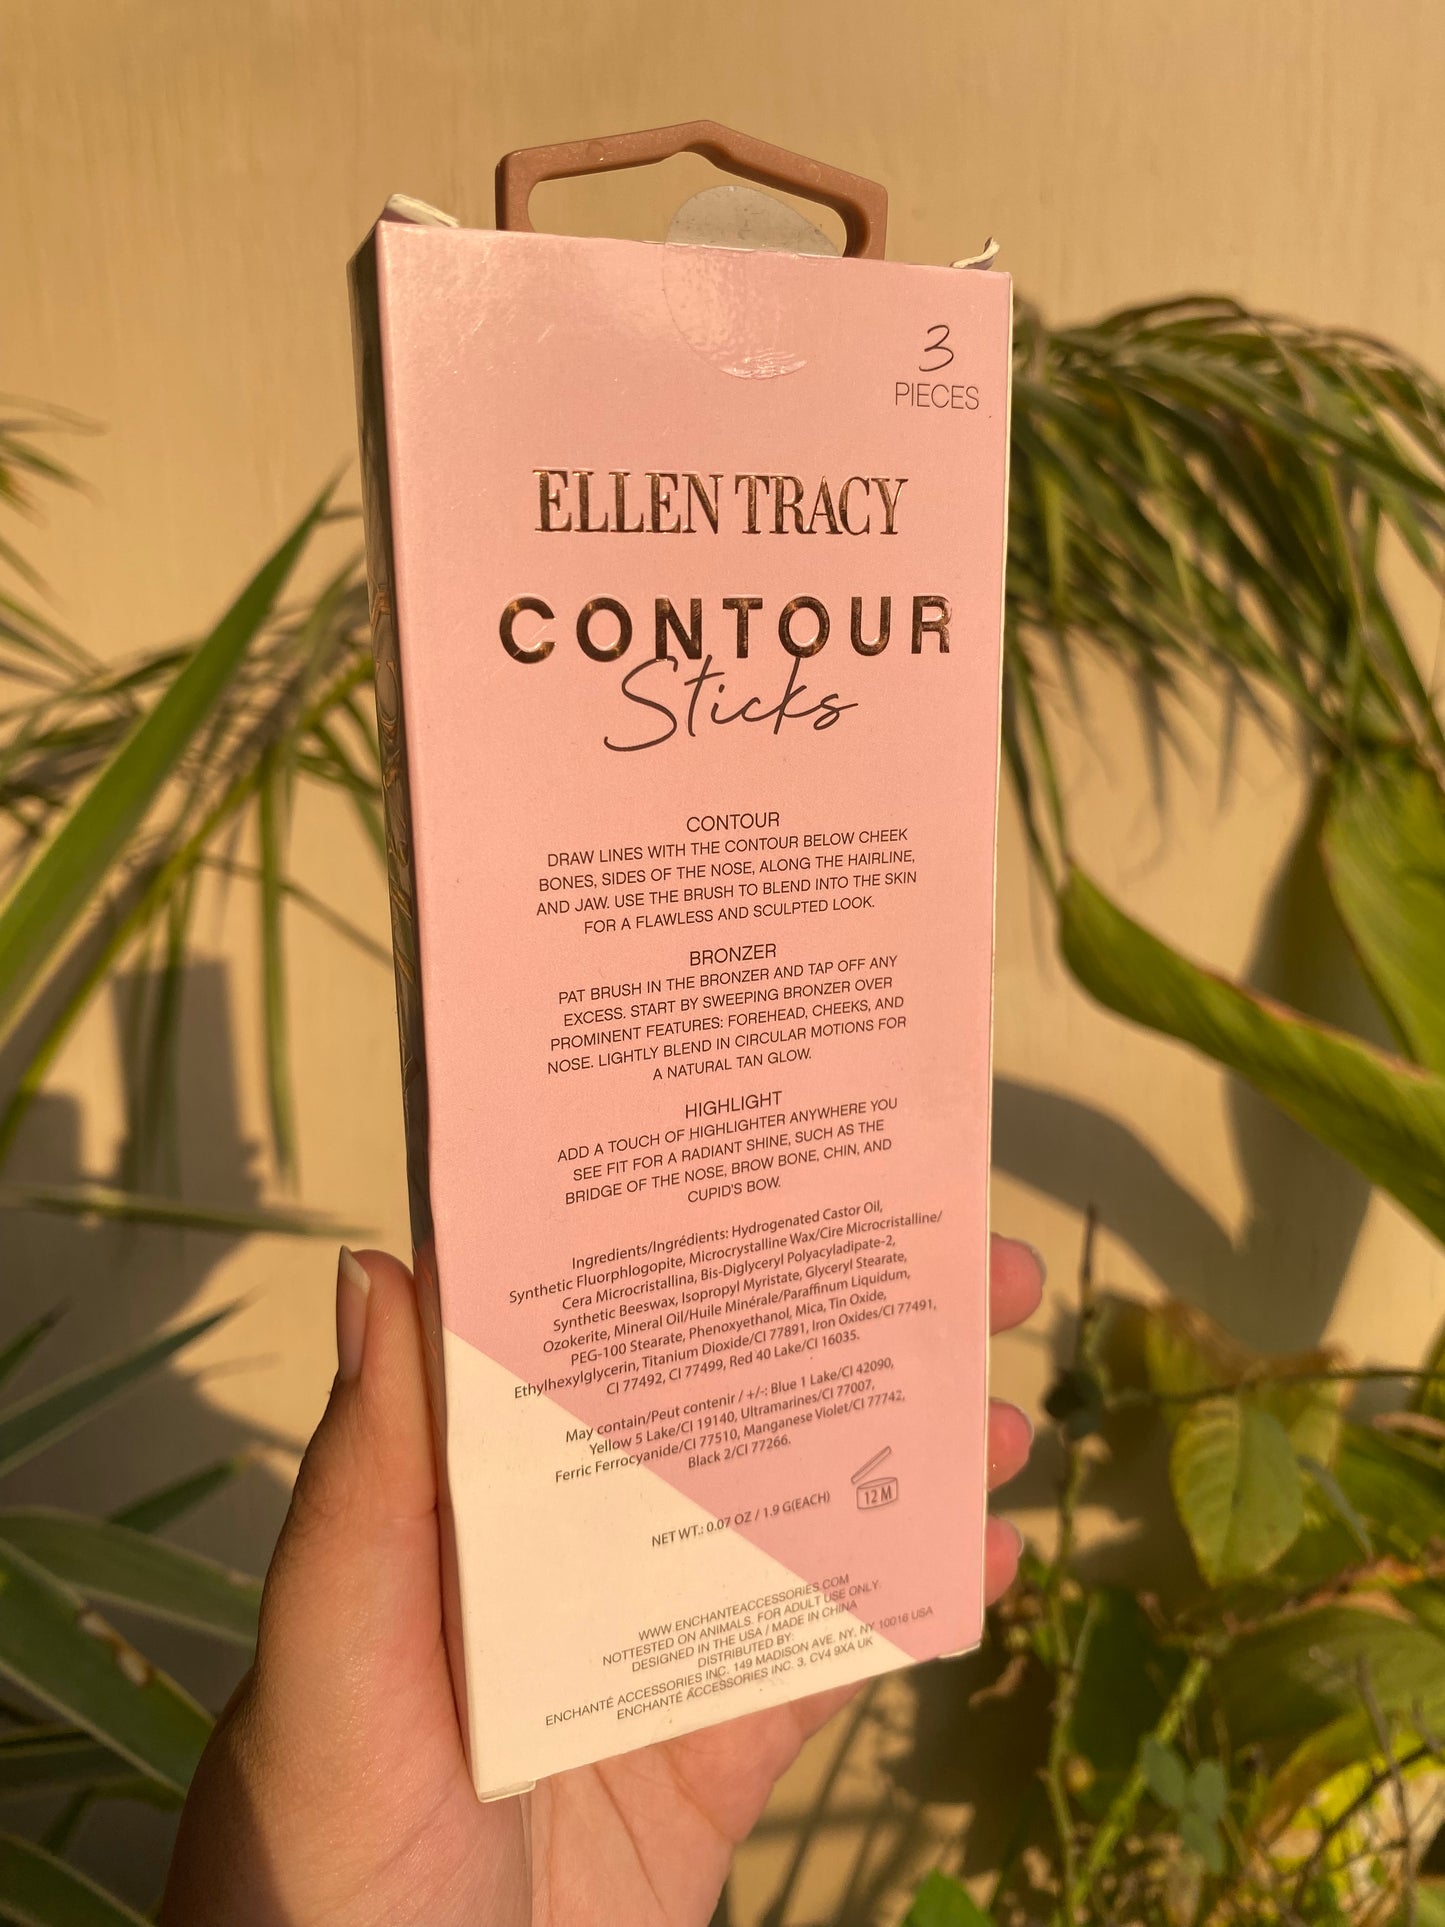 3
PIECES
ELLEN TRACY
CONTOUR
Sticks
CONTOUR
DRAW LINES WITH THE CONTOUR BELOW CHEEK
BONES, SIDES OF THE NOSE, ALONG THE HAIRLINE,
AND JAW. USE THE BRUSH TO BLEND INTO THE SKIN
FOR A FLAWLESS AND SCULPTED LOOK.
BRONZER
PAT BRUSH IN THE BRONZER AND TAP OFF ANY
EXCESS. START BY SWEEPING BRONZER OVER
PROMINENT FEATURES: FOREHEAD, CHEEKS, AND
NOSE. LIGHTLY BLEND IN CIRCULAR MOTIONS FOR
A NATURAL TAN GLOW.
HIGHLIGHT
ADD A TOUCH OF HIGHLIGHTER ANYWHERE YOU
SEE FIT FOR A RADIANT SHINE, SUCH AS THE
BRIDGE OF THE NOSE, BROW BONE, CHIN, AND
CUPID'S BOW.
Ingredients/Ingrédients: Hydrogenated Castor Oil,
Synthetic Fluorphlogopite, Microcrystalline Wax/Cire Microcristalline/
Cera Microcristallina, Bis-Diglyceryl Polyacyladipate-2,
Synthetic Beeswax, Isopropyl Myristate, Glyceryl Stearate,
Ozokerite, Mineral Oil/Huile Minérale/Paraffinum Liquidum,
PEG-100 Stearate, Phenoxyethanol, Mica, Tin Oxide,
Ethylhexylglycerin, Titanium Dioxide/CI 77891, Iron Oxides/CI 77491,
CI 77492, CI 77499, Red 40 Lake/CI 16035.
May contain/Peut contenir / +/-: Blue 1 Lake/CI 42090,
Yellow 5 Lake/CI 19140, Ultramarines/CI 77007,
Ferric Ferrocyanide/CI 77510, Manganese Violet/CI 77742,
Black 2/CI 77266.
NET WT.: 0.07 OZ / 1.9 G(EACH)
12 M
WWW.ENCHANTEACCESSORIES.COM
NOTTESTED ON ANIMALS. FOR ADULT USE ONLY.
DESIGNED IN THE USA / MADE IN CHINA
DISTRIBUTED BY:
ENCHANTÉ ACCESSORIES INC. 149 MADISON AVE. NY, NY 10016 USA
ENCHANTÉ ACCESSORIES INC. 3, CV4 9XA UK